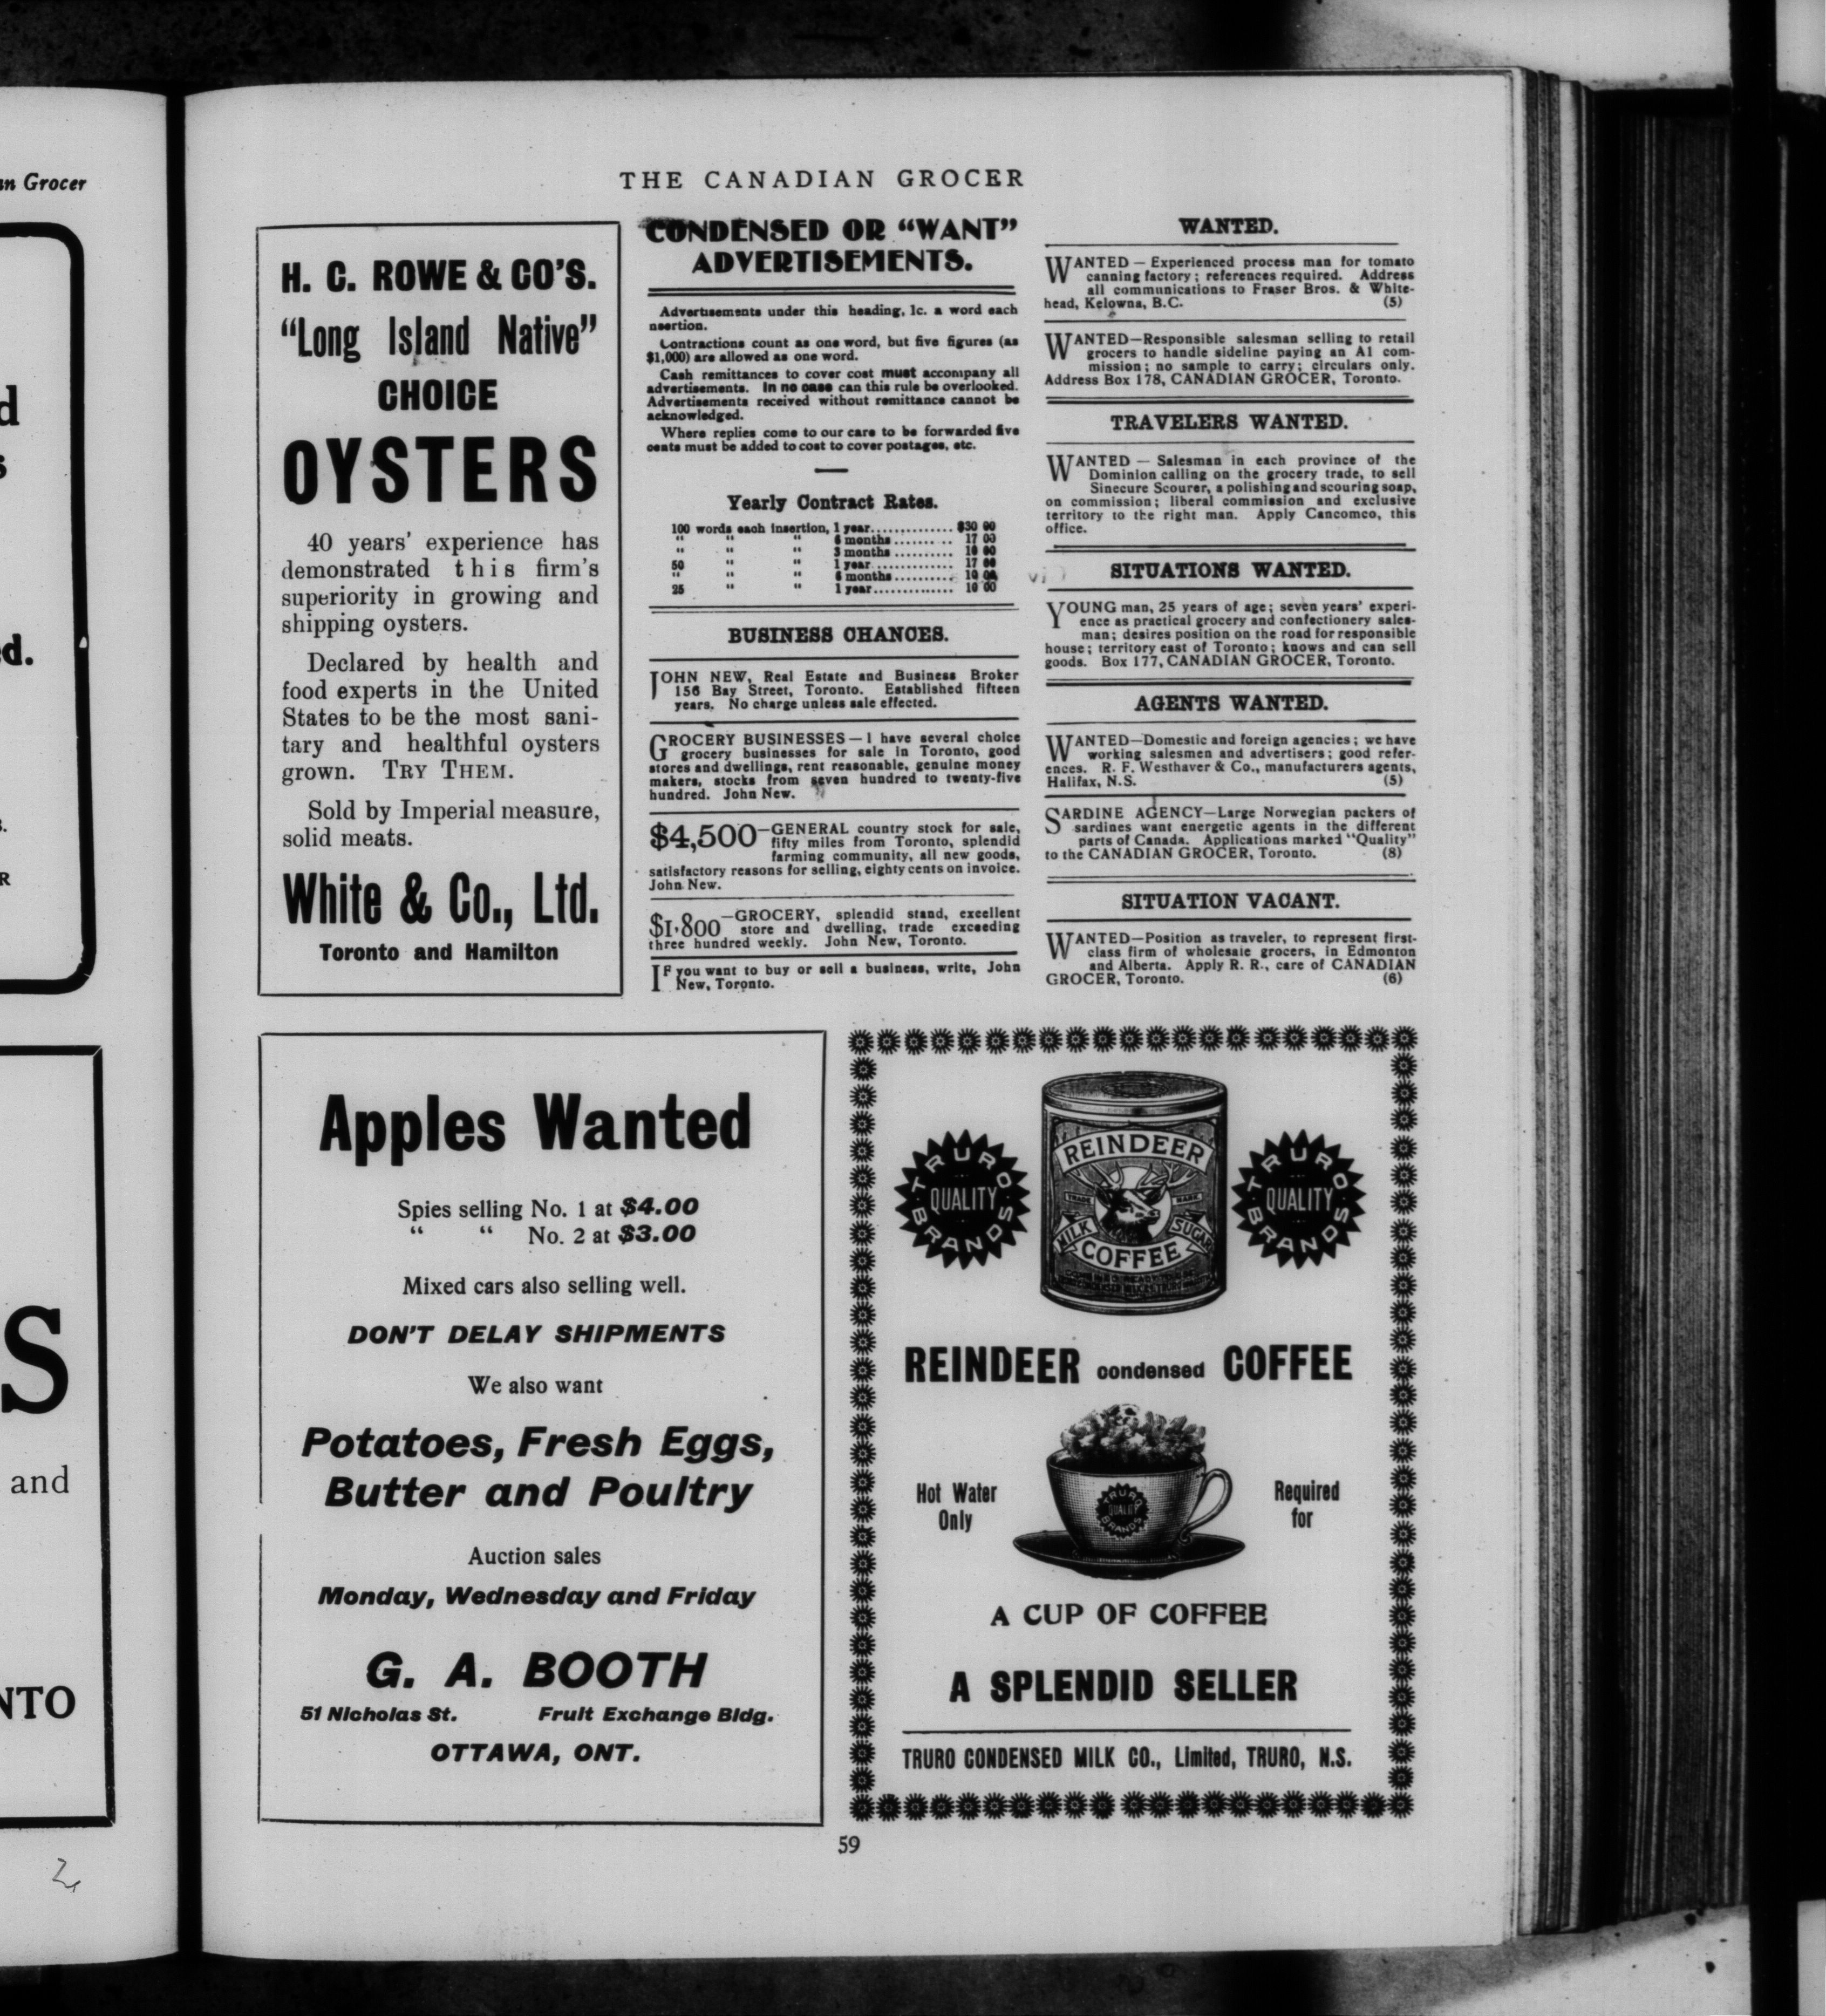 an Grocer
d
s
ed.
R
S
and
NTO
THE CANADIAN GROCER
H. C. ROWE & CO'S.
"Long Island Native"
CHOICE
OYSTERS
40 years' experience has
demonstrated this firm's
superiority in growing and
shipping oysters.
Declared by health and
food experts in the United
States to be the most sani-
tary and healthful oysters
grown. TRY THEM.
Sold by Imperial measure,
solid meats.
White & Co., Ltd.
Toronto and Hamilton
CONDENSED OR "WANT"
ADVERTISEMENTS.
Advertisements under this heading, 1c. a word each
nsertion.
Contractions count as one word, but five figures (as
$1,000) are allowed as one word.
Cash remittances to cover cost must accompany all
advertisements. In no case can this rule be overlooked.
Advertisements received without remittance cannot be
acknowledged.
Where replies come to our care to be forwarded five
cents must be added to cost to cover postages, etc.
Yearly Contract Rates.
100 words each insertion, 1 year.............. $30 00
" " " 6 months.......... 17 00
" " " 3 months.......... 10 00
50 " " 1 year.............. 17 00
" " " 6 months.......... 10 00
25 " " 1 year.............. 10 00
BUSINESS CHANCES.
JOHN NEW, Real Estate and Business Broker
156 Bay Street, Toronto. Established fifteen
years. No charge unless sale effected.
GROCERY BUSINESSES—I have several choice
grocery businesses for sale in Toronto, good
stores and dwellings, rent reasonable, genuine money
makers, stocks from seven hundred to twenty-five
hundred. John New.
$4,500—GENERAL country stock for sale,
fifty miles from Toronto, splendid
farming community, all new goods,
satisfactory reasons for selling, eighty cents on invoice.
John New.
$1,800—GROCERY, splendid stand, excellent
store and dwelling, trade exceeding
three hundred weekly. John New, Toronto.
IF you want to buy or sell a business, write, John
New, Toronto.
WANTED.
WANTED — Experienced process man for tomato
canning factory; references required. Address
all communications to Fraser Bros. & White-
head, Kelowna, B.C. (5)
WANTED—Responsible salesman selling to retail
grocers to handle sideline paying an A1 com-
mission; no sample to carry; circulars only.
Address Box 178, CANADIAN GROCER, Toronto.
TRAVELERS WANTED.
WANTED — Salesman in each province of the
Dominion calling on the grocery trade, to sell
Sinecure Scourer, a polishing and scouring soap,
on commission; liberal commission and exclusive
territory to the right man. Apply Cancomco, this
office.
SITUATIONS WANTED.
YOUNG man, 25 years of age; seven years' experi-
ence as practical grocery and confectionery sales-
man; desires position on the road for responsible
house; territory east of Toronto; knows and can sell
goods. Box 177, CANADIAN GROCER, Toronto.
AGENTS WANTED.
WANTED—Domestic and foreign agencies; we have
working salesmen and advertisers; good refer-
ences. R. F. Westhaver & Co., manufacturers agents,
Halifax, N.S. (5)
SARDINE AGENCY—Large Norwegian packers of
sardines want energetic agents in the different
parts of Canada. Applications marked "Quality"
to the CANADIAN GROCER, Toronto. (8)
SITUATION VACANT.
WANTED—Position as traveler, to represent first-
class firm of wholesale grocers, in Edmonton
and Alberta. Apply R. R., care of CANADIAN
GROCER, Toronto. (6)
Apples Wanted
Spies selling No. 1 at $4.00
" " No. 2 at $3.00
Mixed cars also selling well.
DON'T DELAY SHIPMENTS
We also want
Potatoes, Fresh Eggs,
Butter and Poultry
Auction sales
Monday, Wednesday and Friday
G. A. BOOTH
51 Nicholas St. Fruit Exchange Bldg.
OTTAWA, ONT.
TRURO QUALITY BRANDS
REINDEER
TRADE MARK
MILK SUGAR
COFFEE
TRURO QUALITY BRANDS
REINDEER condensed COFFEE
Hot Water
Only
TRURO QUALITY BRANDS
Required
for
A CUP OF COFFEE
A SPLENDID SELLER
TRURO CONDENSED MILK CO., Limited, TRURO, N.S.
59